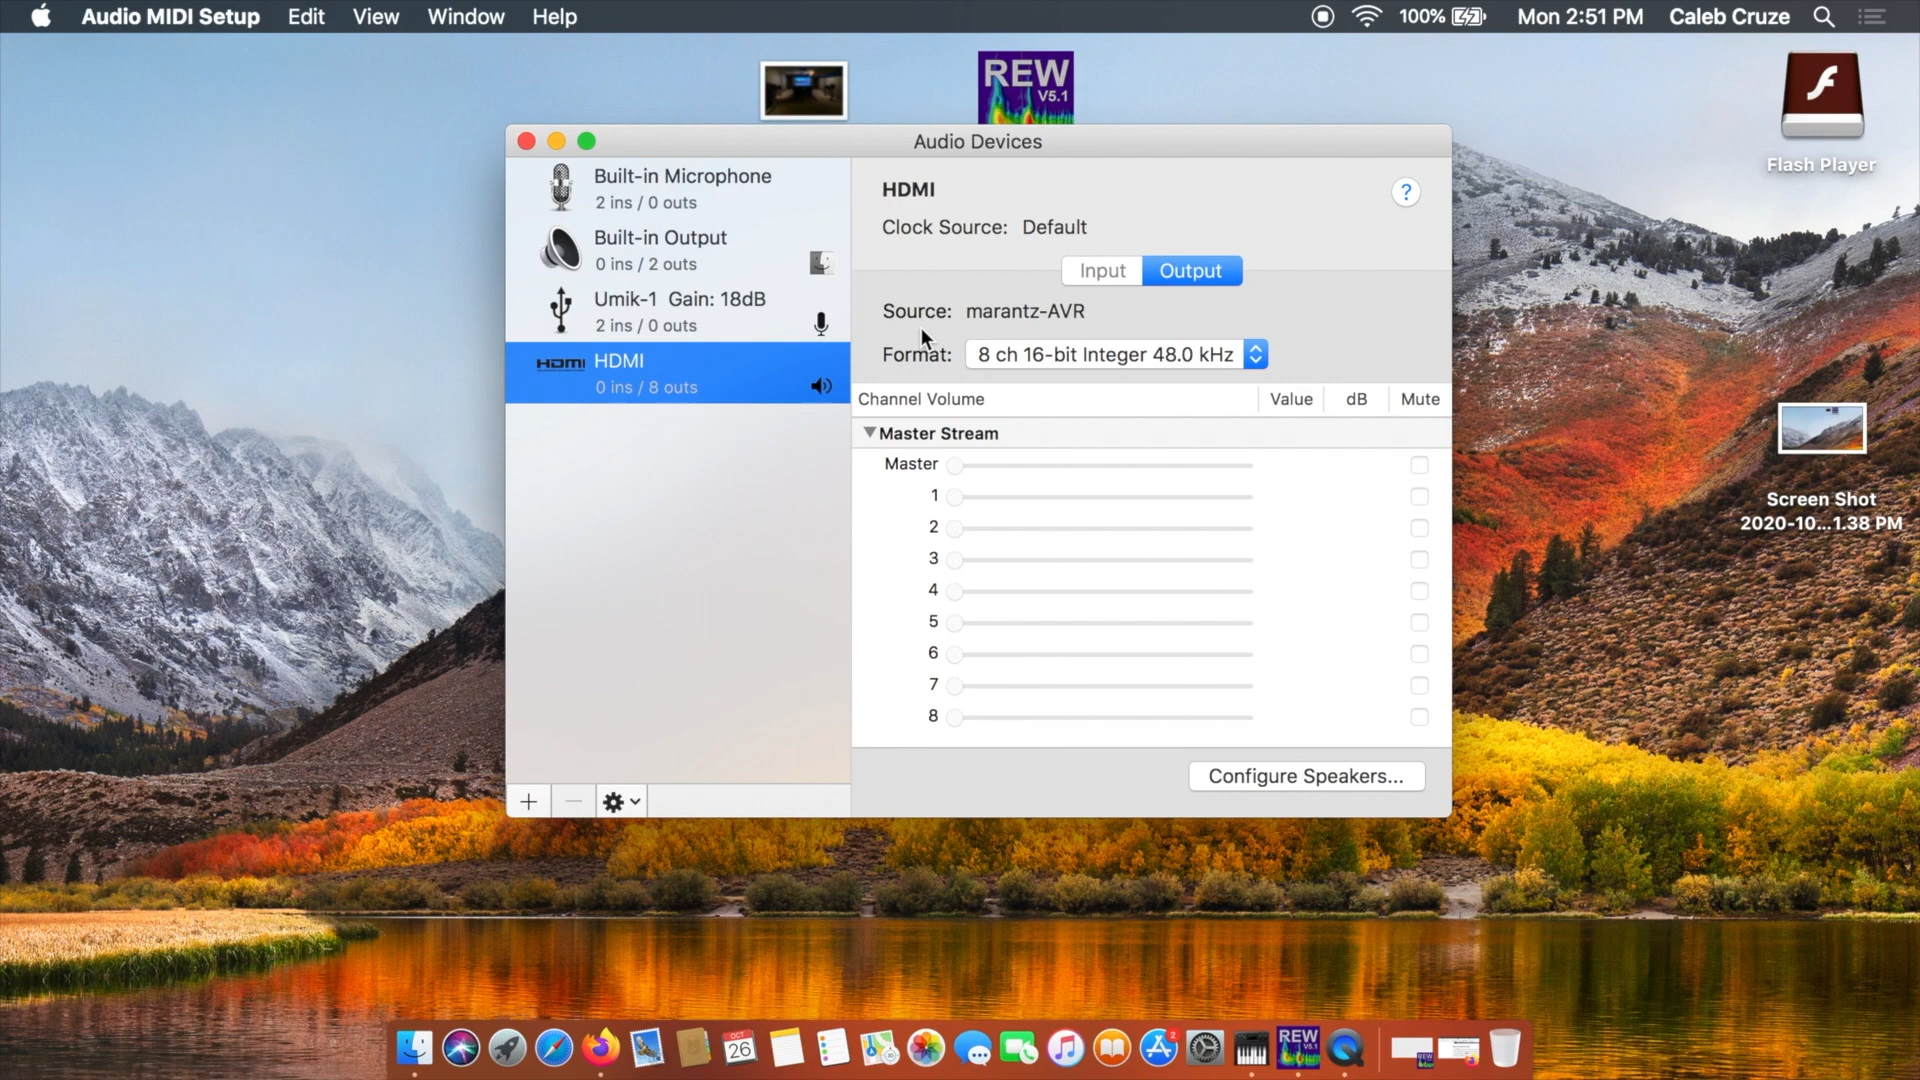 Audio MIDI Setup Edit View Window Help 100% Mon 2:51 PM Caleb Cruze
REW
V5.1
Flash Player
Audio Devices
Built-in Microphone
2 ins / 0 outs
Built-in Output
0 ins / 2 outs
Umik-1 Gain: 18dB
2 ins / 0 outs
HDMI HDMI
0 ins / 8 outs
HDMI
?
Clock Source: Default
Input Output
Source: marantz-AVR
Format: 8 ch 16-bit Integer 48.0 kHz
Channel Volume Value dB Mute
Master Stream
Master
1
2
3
4
5
6
7
8
Configure Speakers...
Screen Shot
2020-10...1.38 PM
OCT
26
2
REW
V5.1